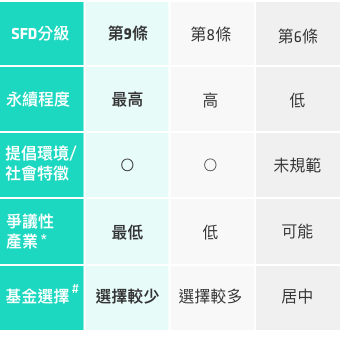 SFD分級 第9條 第8條 第6條
永續程度 最高 高 低
提倡環境/
社會特徵 ○ ○ 未規範
爭議性
產業* 最低 低 可能
基金選擇# 選擇較少 選擇較多 居中